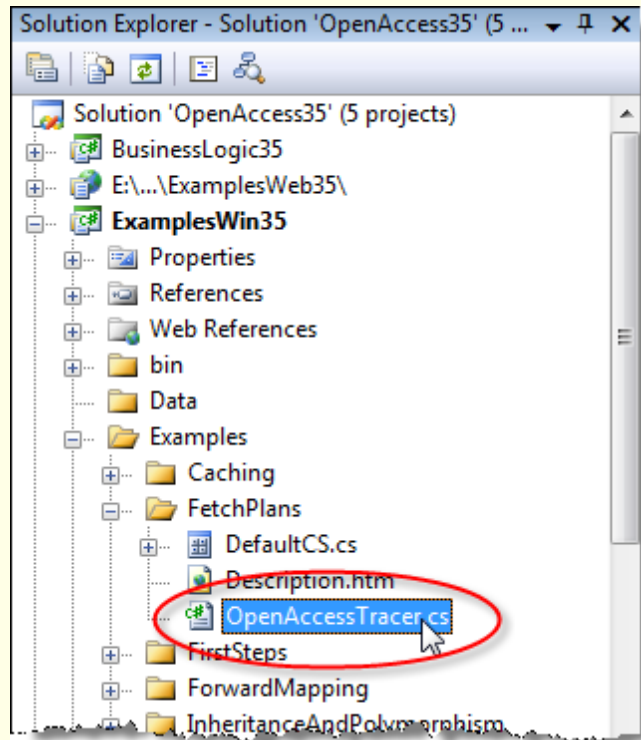 Solution Explorer - Solution 'OpenAccess35' (5 ...
Solution 'OpenAccess35' (5 projects)
BusinessLogic35
E:\...\ExamplesWeb35\
ExamplesWin35
Properties
References
Web References
bin
Data
Examples
Caching
FetchPlans
DefaultCS.cs
Description.htm
OpenAccessTracer.cs
FirstSteps
ForwardMapping
InheritanceAndPolymorphism